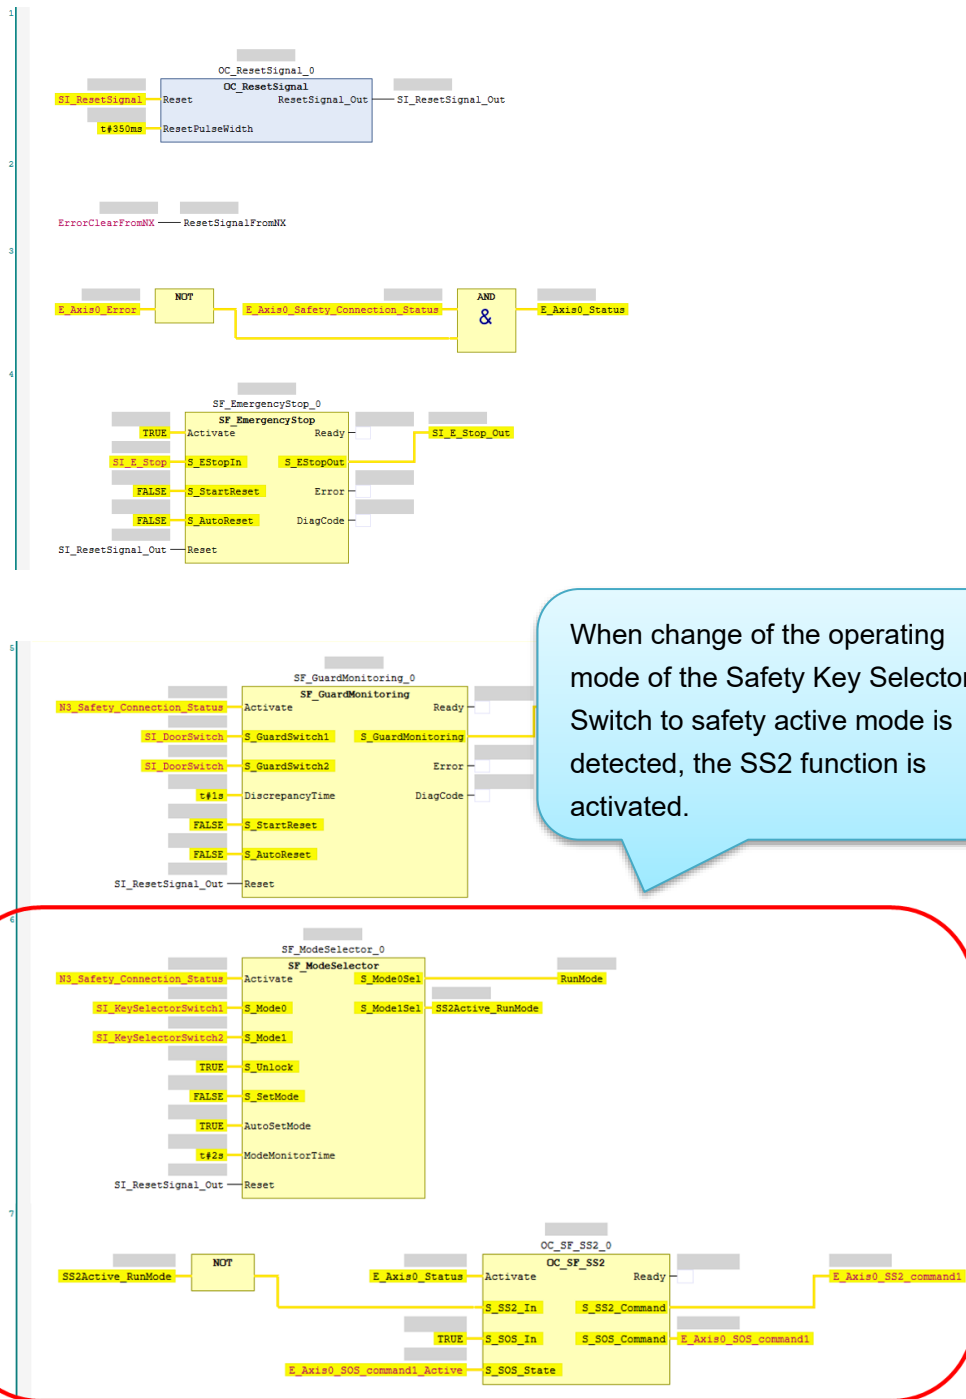 1
OC_ResetSignal_0
OC_ResetSignal
SI_ResetSignal Reset ResetSignal_Out SI_ResetSignal_Out
t#350ms ResetPulseWidth
2
ErrorClearFromNX ResetSignalFromNX
3
NOT AND
E_Axis0_Error E_Axis0_Safety_Connection_Status & E_Axis0_Status
4
SF_EmergencyStop_0
SF_EmergencyStop
TRUE Activate Ready SI_E_Stop_Out
SI_E_Stop S_EStopIn S_EStopOut
FALSE S_StartReset Error
FALSE S_AutoReset DiagCode
SI_ResetSignal_Out Reset
When change of the operating
mode of the Safety Key Selector
Switch to safety active mode is
detected, the SS2 function is
activated.
5
SF_GuardMonitoring_0
SF_GuardMonitoring
N3_Safety_Connection_Status Activate Ready
SI_DoorSwitch S_GuardSwitch1 S_GuardMonitoring
SI_DoorSwitch S_GuardSwitch2 Error
t#1s DiscrepancyTime DiagCode
FALSE S_StartReset
FALSE S_AutoReset
SI_ResetSignal_Out Reset
6
SF_ModeSelector_0
SF_ModeSelector
N3_Safety_Connection_Status Activate S_Mode0Sel RunMode
SI_KeySelectorSwitch1 S_Mode0 S_Mode1Sel SS2Active_RunMode
SI_KeySelectorSwitch2 S_Mode1
TRUE S_Unlock
FALSE S_SetMode
TRUE AutoSetMode
t#2s ModeMonitorTime
SI_ResetSignal_Out Reset
7
OC_SF_SS2_0
NOT OC_SF_SS2
SS2Active_RunMode E_Axis0_Status Activate Ready E_Axis0_SS2_command1
S_SS2_In S_SS2_Command
TRUE S_SOS_In S_SOS_Command E_Axis0_SOS_command1
E_Axis0_SOS_command1_Active S_SOS_State